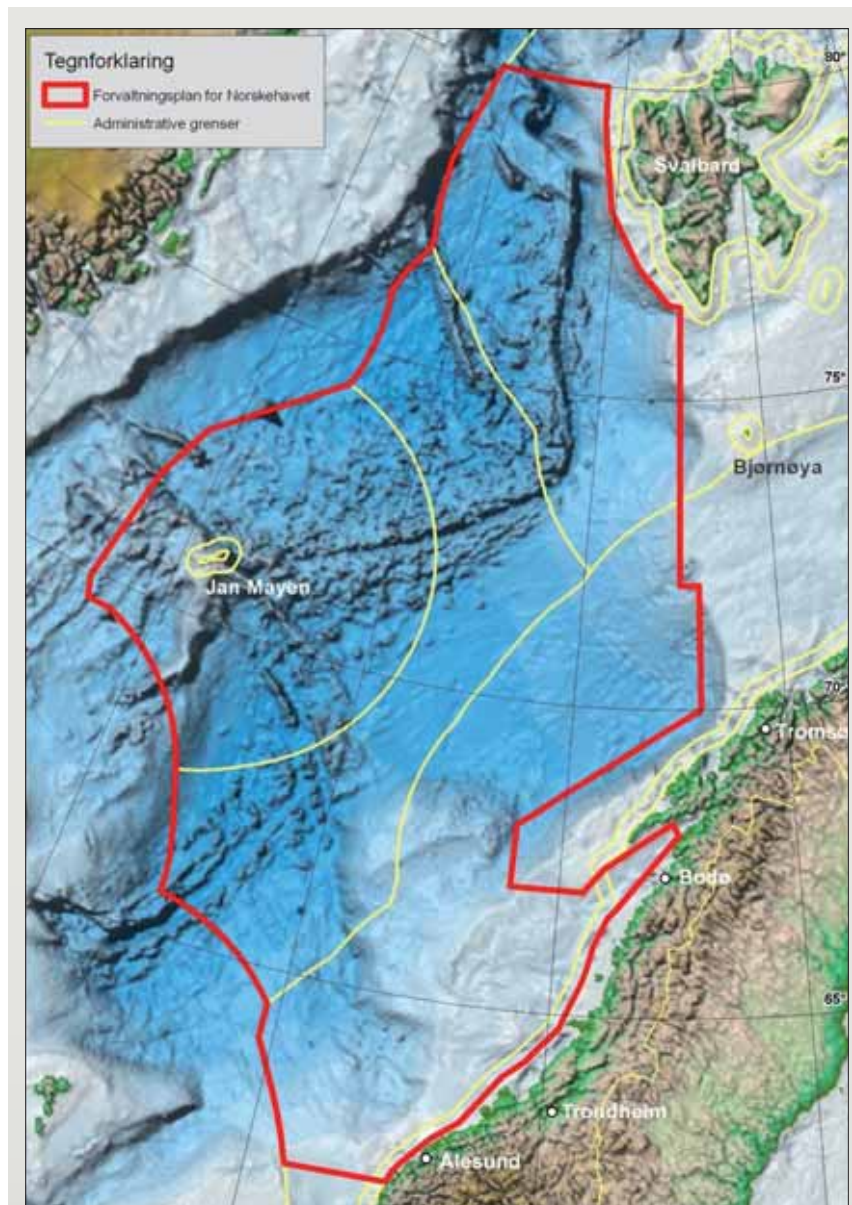 Tegnforklaring
Forvaltningsplan for Norskehavet
Administrative grenser
80°
Svalbard
75°
Bjørnøya
Jan Mayen
70°
Tromsø
Bodø
65°
Trondheim
Ålesund